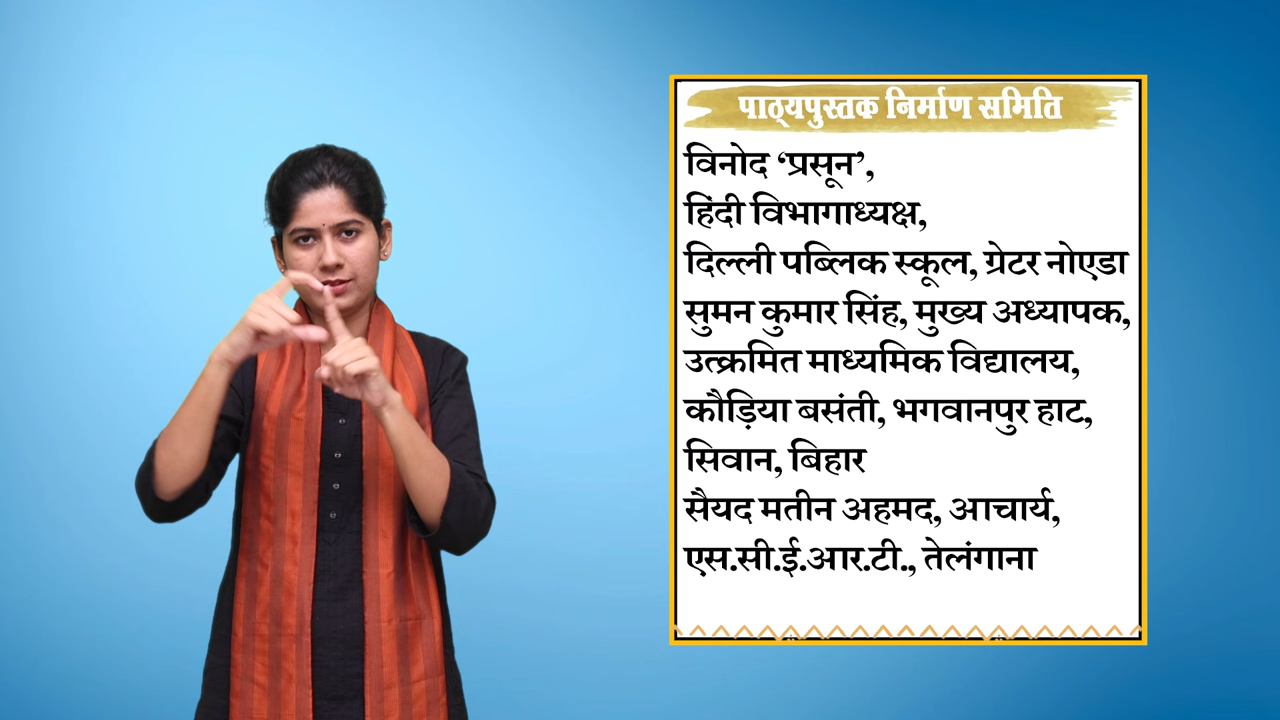 पाठ्यपुस्तक निर्माण समिति
विनोद ‘प्रसून’,
हिंदी विभागाध्यक्ष,
दिल्ली पब्लिक स्कूल, ग्रेटर नोएडा
सुमन कुमार सिंह, मुख्य अध्यापक,
उत्क्रमित माध्यमिक विद्यालय,
कौड़िया बसंती, भगवानपुर हाट,
सिवान, बिहार
सैयद मतीन अहमद, आचार्य,
एस.सी.ई.आर.टी., तेलंगाना